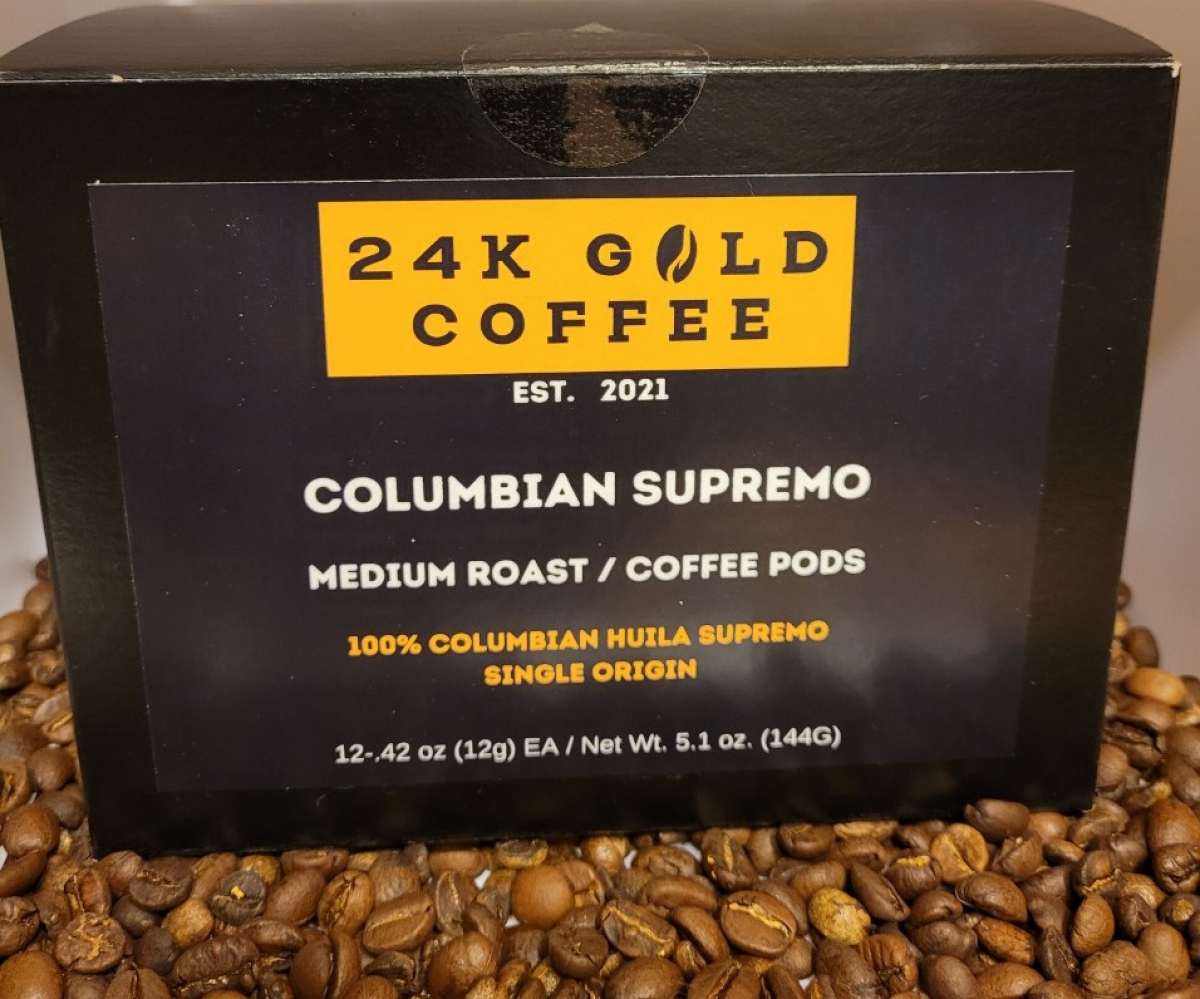 24K GOLD
COFFEE
EST. 2021
COLUMBIAN SUPREMO
MEDIUM ROAST / COFFEE PODS
100% COLUMBIAN HUILA SUPREMO
SINGLE ORIGIN
12-.42 oz (12g) EA / Net Wt. 5.1 oz. (144G)